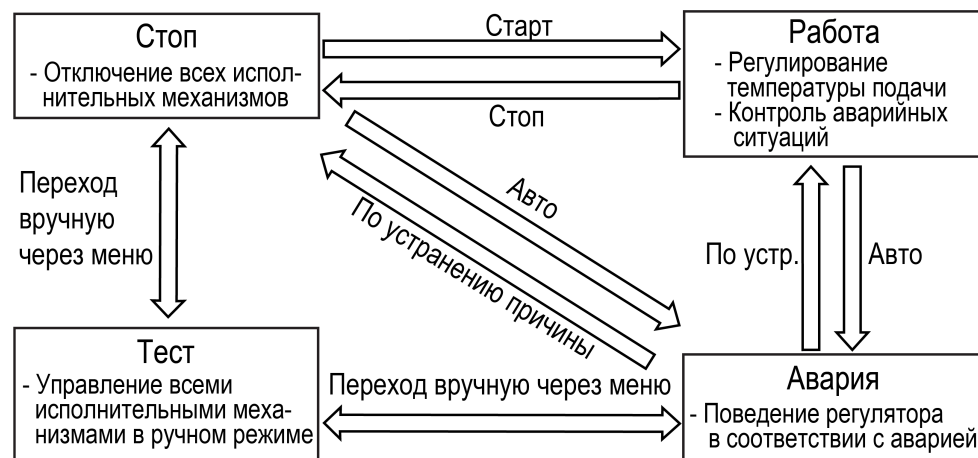 Стоп
- Отключение всех испол-
нительных механизмов
Старт
Стоп
Работа
- Регулирование
температуры подачи
- Контроль аварийных
ситуаций
Переход
вручную
через меню
Авто
По устранению причины
По устр.
Авто
Тест
- Управление всеми
исполнительными меха-
низмами в ручном режиме
Переход вручную через меню
Авария
- Поведение регулятора
в соответствии с аварией